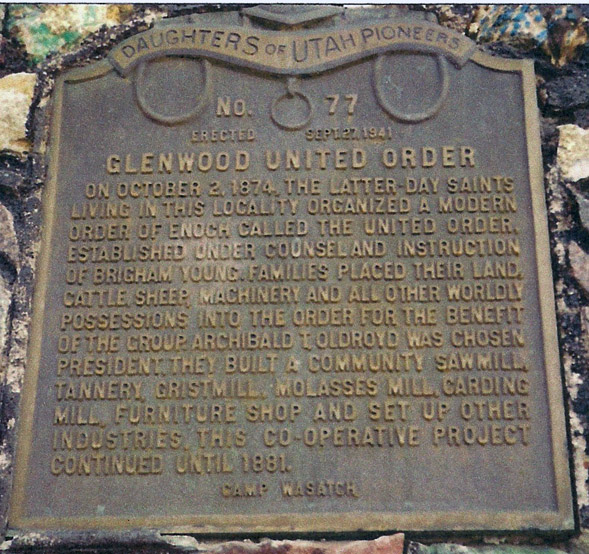 DAUGHTERS OF UTAH PIONEERS
NO. 77
ERECTED SEPT. 27, 1941
GLENWOOD UNITED ORDER
ON OCTOBER 2, 1874, THE LATTER-DAY SAINTS
LIVING IN THIS LOCALITY ORGANIZED A MODERN
ORDER OF ENOCH CALLED THE UNITED ORDER,
ESTABLISHED UNDER COUNSEL AND INSTRUCTION
OF BRIGHAM YOUNG. FAMILIES PLACED THEIR LAND,
CATTLE, SHEEP, MACHINERY AND ALL OTHER WORLDLY
POSSESSIONS INTO THE ORDER FOR THE BENEFIT
OF THE GROUP. ARCHIBALD T. OLDROYD WAS CHOSEN
PRESIDENT. THEY BUILT A COMMUNITY SAWMILL,
TANNERY, GRISTMILL, MOLASSES MILL, CARDING
MILL, FURNITURE SHOP AND SET UP OTHER
INDUSTRIES. THIS CO-OPERATIVE PROJECT
CONTINUED UNTIL 1881.
CAMP WASATCH